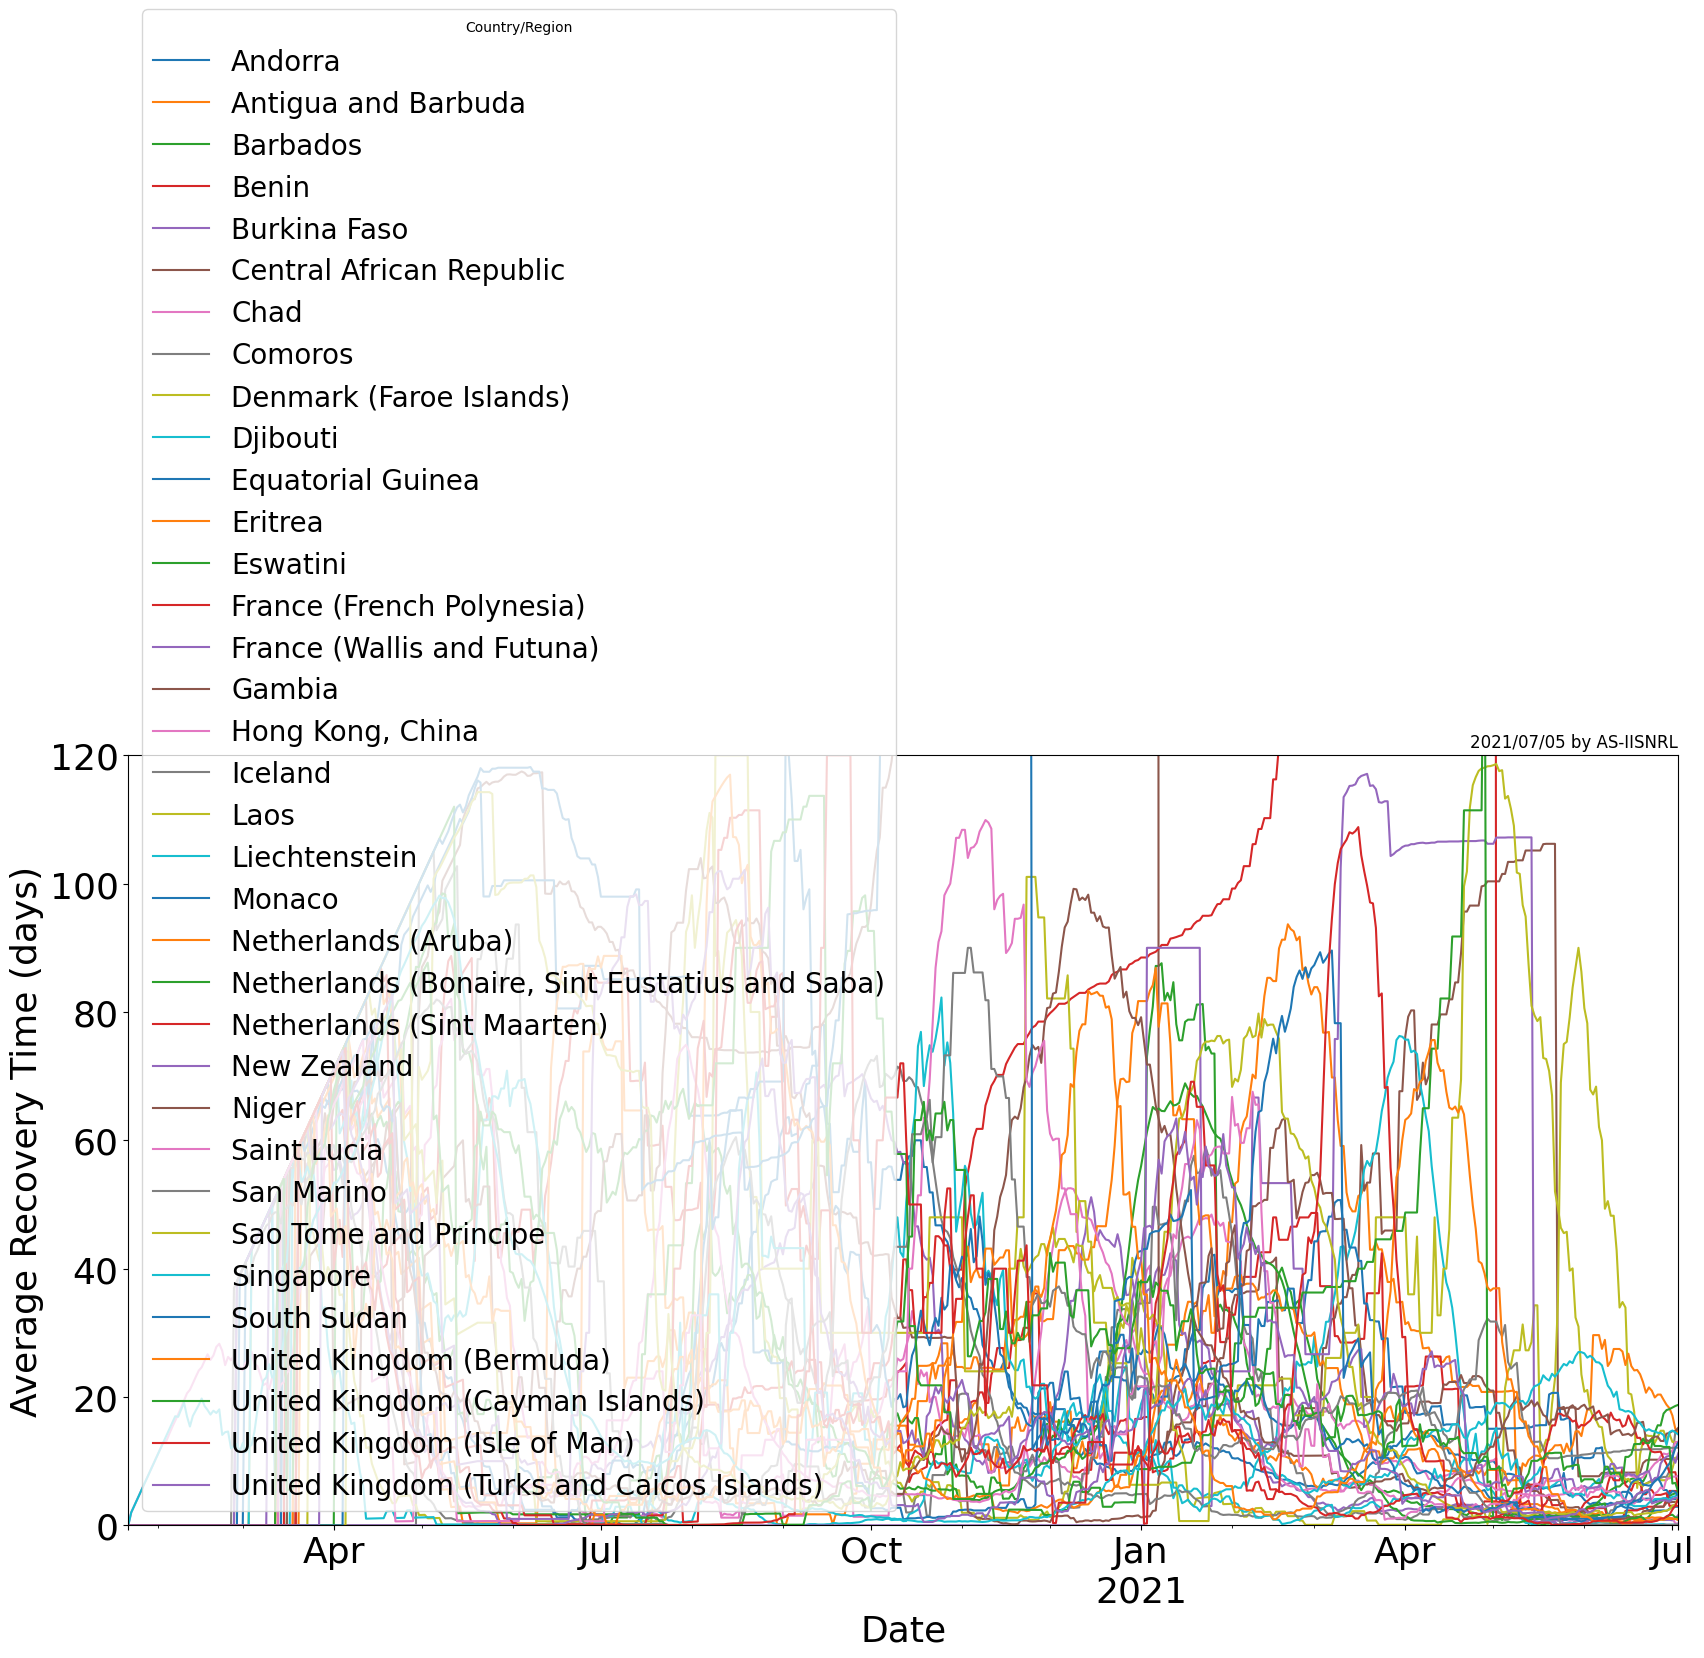 Country/Region
Andorra
Antigua and Barbuda
Barbados
Benin
Burkina Faso
Central African Republic
Chad
Comoros
Denmark (Faroe Islands)
Djibouti
Equatorial Guinea
Eritrea
Eswatini
France (French Polynesia)
France (Wallis and Futuna)
Gambia
Hong Kong, China
Iceland
Laos
Liechtenstein
Monaco
Netherlands (Aruba)
Netherlands (Bonaire, Sint Eustatius and Saba)
Netherlands (Sint Maarten)
New Zealand
Niger
Saint Lucia
San Marino
Sao Tome and Principe
Singapore
South Sudan
United Kingdom (Bermuda)
United Kingdom (Cayman Islands)
United Kingdom (Isle of Man)
United Kingdom (Turks and Caicos Islands)
2021/07/05 by AS-IISNRL
Average Recovery Time (days)
120
100
80
60
40
20
0
Apr Jul Oct Jan Apr Jul
2021
Date